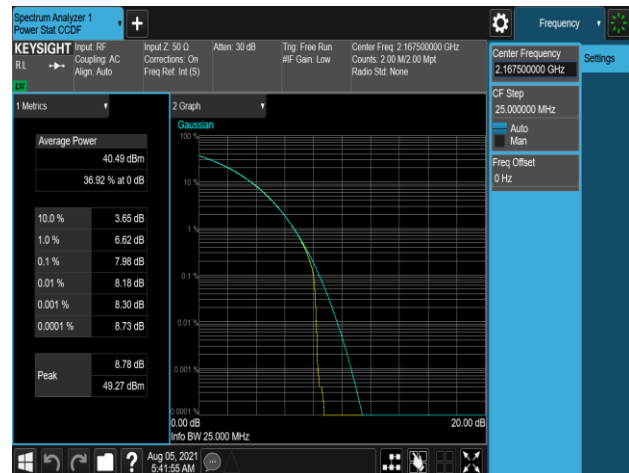 Spectrum Analyzer 1
Power Stat CCDF
+
Frequency
KEYSIGHT
RL
LNI
Input: RF
Coupling: AC
Align: Auto
Input Z: 50 Ω
Corrections: On
Freq Ref: Int (S)
Atten: 30 dB
Trig: Free Run
#IF Gain: Low
Center Freq: 2.167500000 GHz
Counts: 2.00 M/2.00 Mpt
Radio Std: None
Center Frequency
2.167500000 GHz
Settings
CF Step
25.000000 MHz
Auto
Man
Freq Offset
0 Hz
1 Metrics
Average Power
40.49 dBm
36.92 % at 0 dB
10.0 % 3.65 dB
1.0 % 6.62 dB
0.1 % 7.98 dB
0.01 % 8.18 dB
0.001 % 8.30 dB
0.0001 % 8.73 dB
Peak
8.78 dB
49.27 dBm
2 Graph
Gaussian
100 %
10 %
1 %
0.1 %
0.01 %
0.001 %
0.0001 %
0.00 dB 20.00 dB
Info BW 25.000 MHz
?
Aug 05, 2021
5:41:55 AM